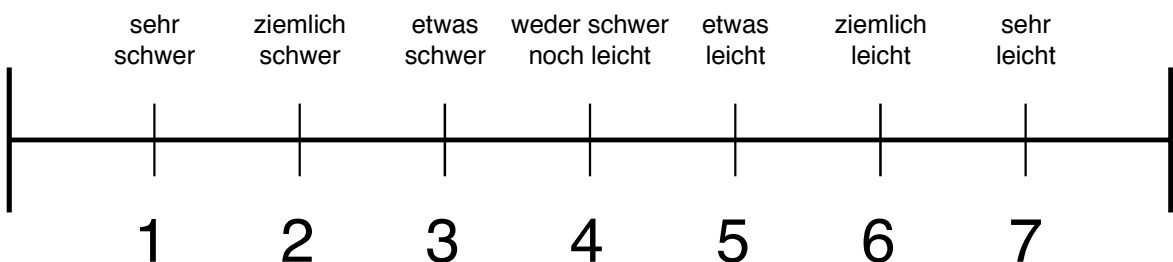 sehr ziemlich etwas weder schwer etwas ziemlich sehr
schwer schwer schwer noch leicht leicht leicht leicht
1 2 3 4 5 6 7